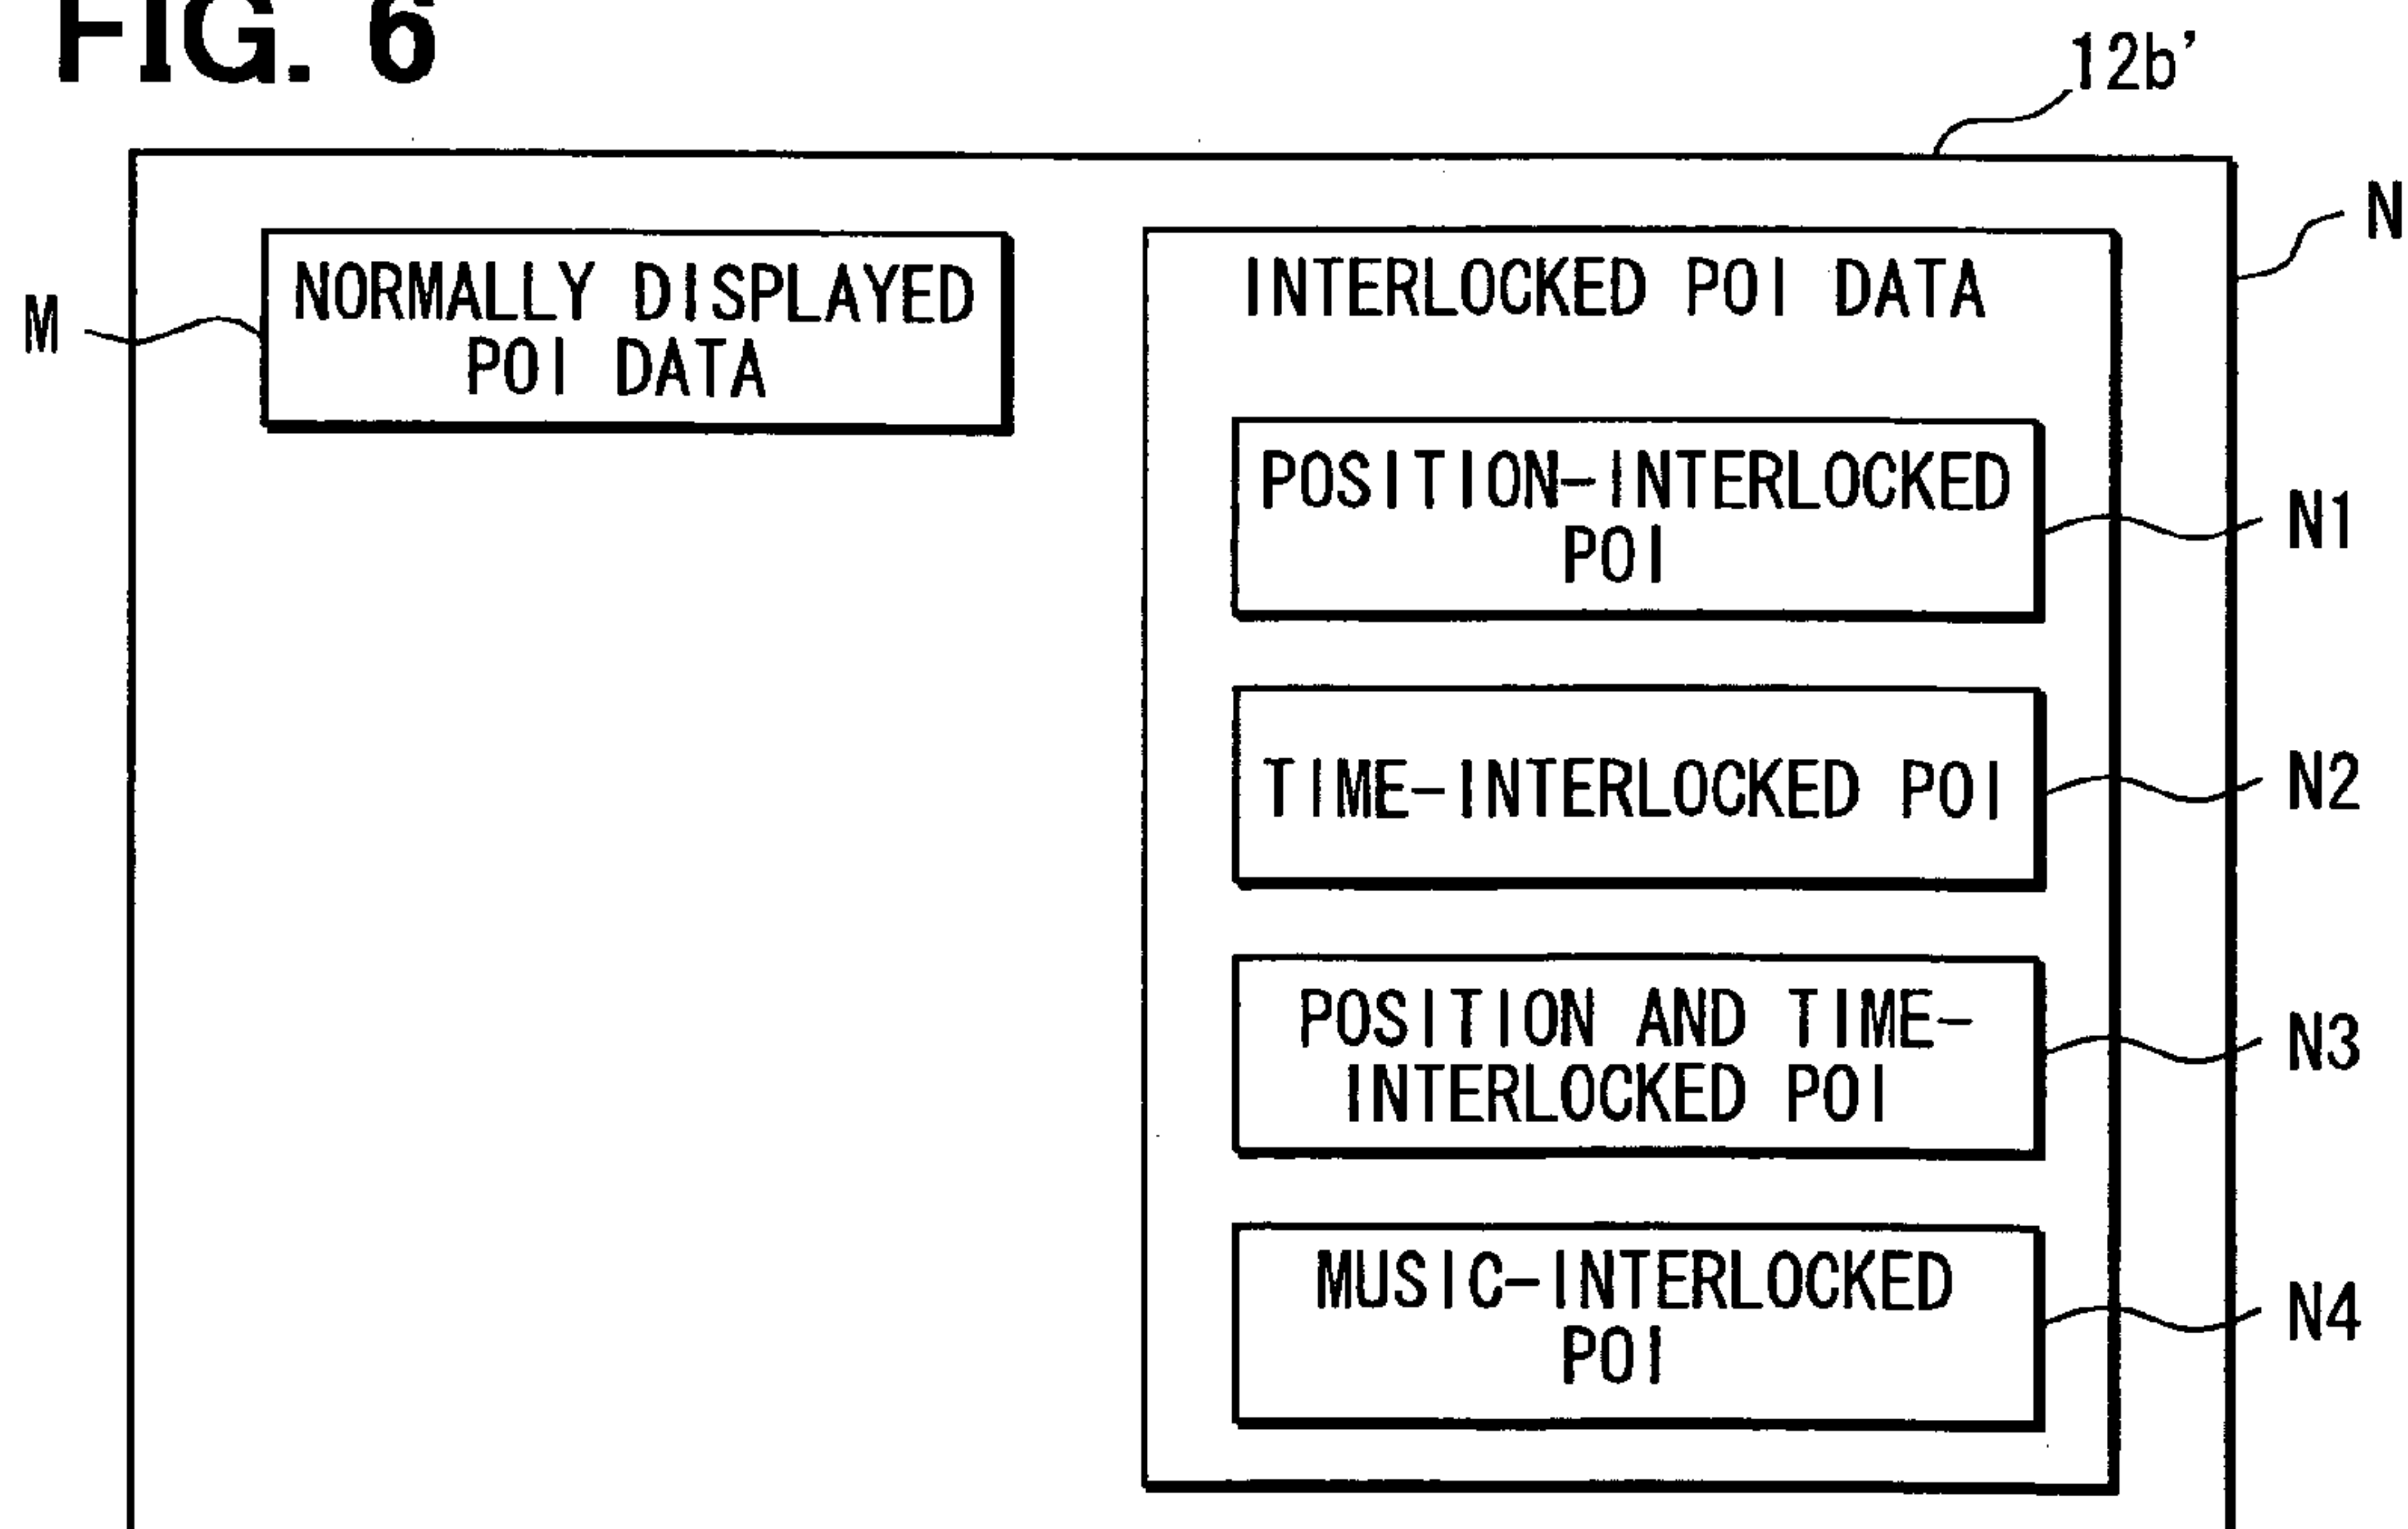 FIG. 6
12b'
N
M
NORMALLY DISPLAYED
POI DATA
INTERLOCKED POI DATA
POSITION-INTERLOCKED
POI
N1
TIME-INTERLOCKED POI
N2
POSITION AND TIME-
INTERLOCKED POI
N3
MUSIC-INTERLOCKED
POI
N4